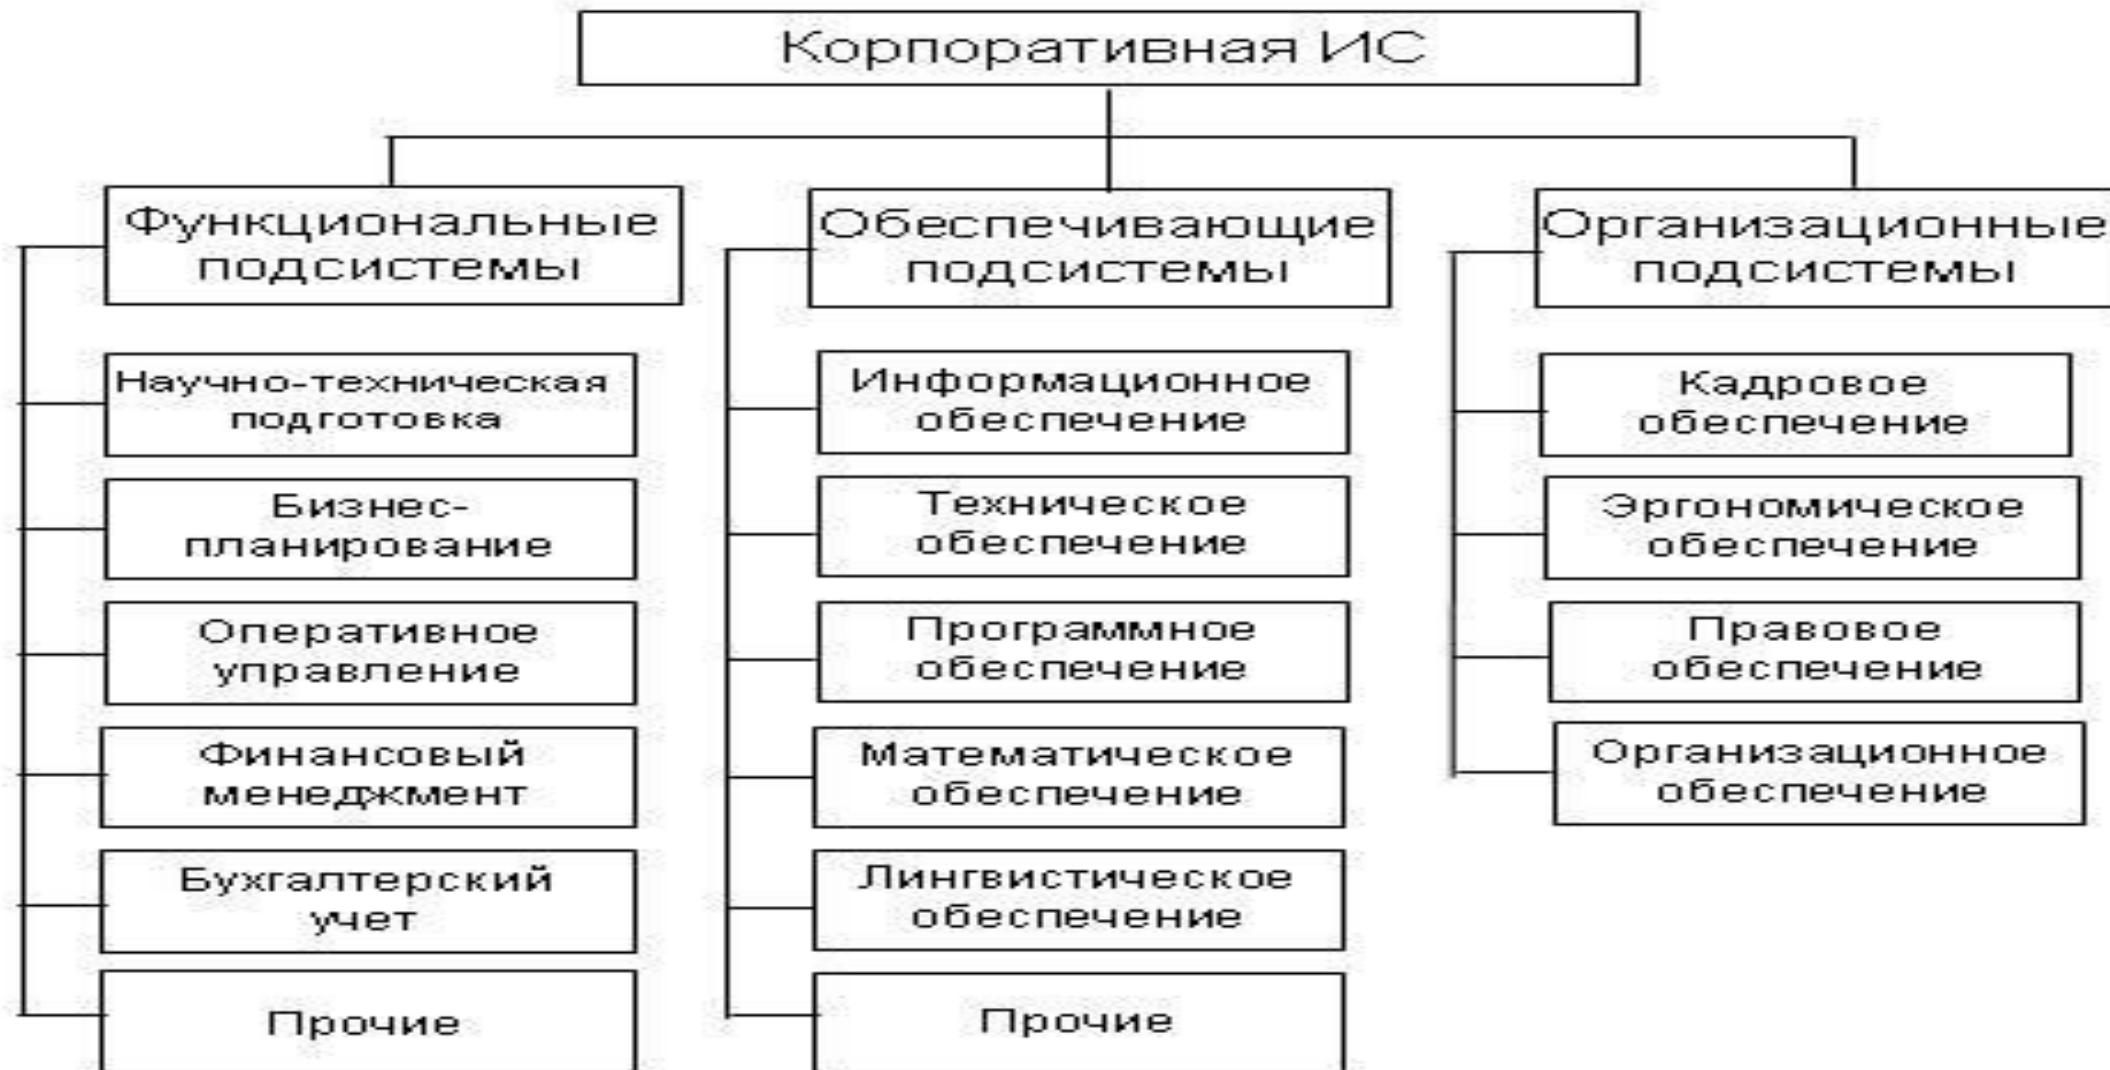 Корпоративная ИС
Функциональные
подсистемы
Научно-техническая
подготовка
Бизнес-
планирование
Оперативное
управление
Финансовый
менеджмент
Бухгалтерский
учет
Прочие
Обеспечивающие
подсистемы
Информационное
обеспечение
Техническое
обеспечение
Программное
обеспечение
Математическое
обеспечение
Лингвистическое
обеспечение
Прочие
Организационные
подсистемы
Кадровое
обеспечение
Эргономическое
обеспечение
Правовое
обеспечение
Организационное
обеспечение